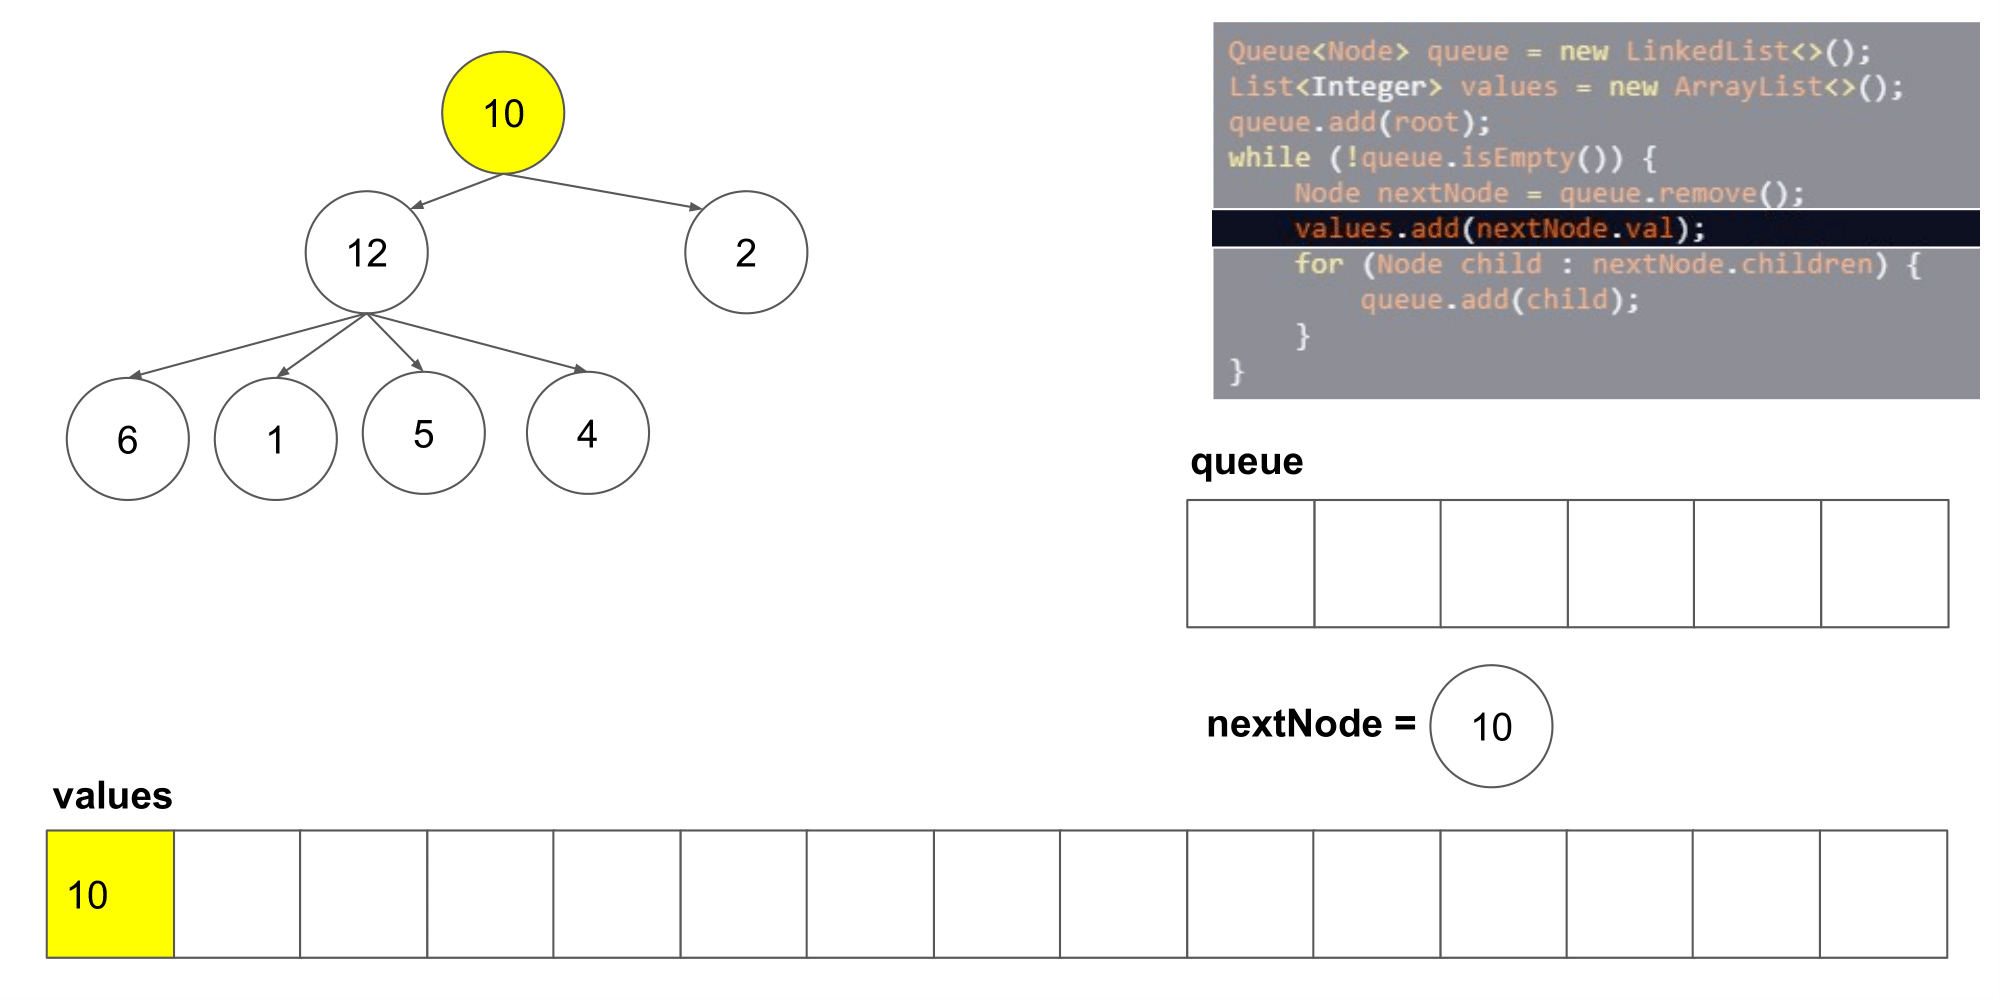 10
12
2
6
1
5
4
Queue<Node> queue = new LinkedList<>();
List<Integer> values = new ArrayList<>();
queue.add(root);
while (!queue.isEmpty()) {
    Node nextNode = queue.remove();
    values.add(nextNode.val);
    for (Node child : nextNode.children) {
        queue.add(child);
    }
}
queue
nextNode =
10
values
10